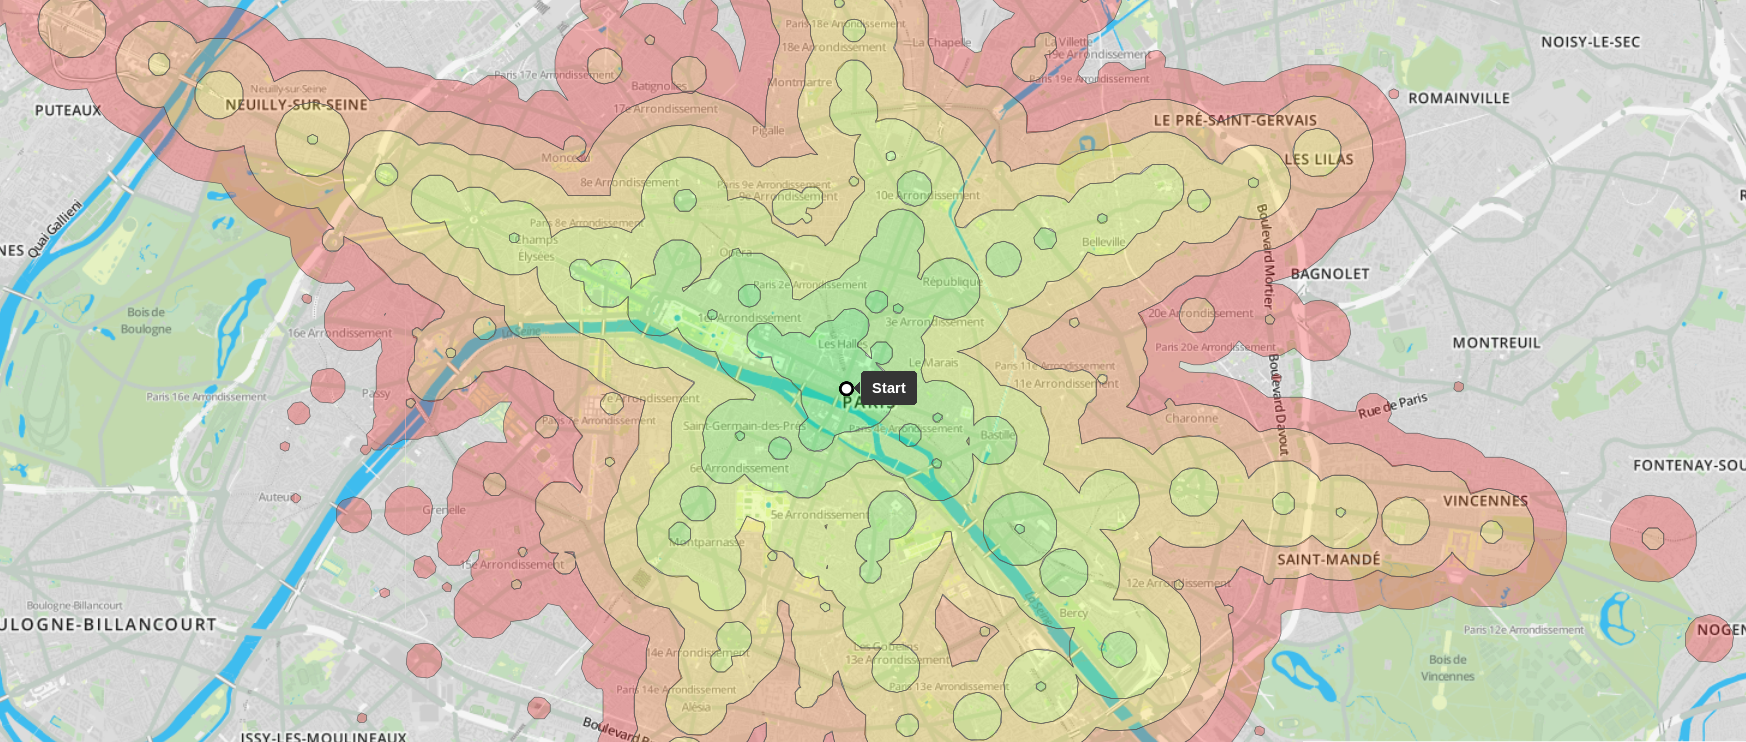 Paris 18e Arrondissement
18e Arrondissement
La Chapelle
La Villette
19e Arrondissement
NOISY-LE-SEC
Paris 17e Arrondissement
Batignolles
Paris 19e Arrondissement
Montmartre
Neuilly-sur-Seine
NEUILLY-SUR-SEINE
PUTEAUX
17e Arrondissement
ROMAINVILLE
LE PRÉ-SAINT-GERVAIS
Pigalle
Monceau
LES LILAS
8e Arrondissement
Paris 9e Arrondissement
9e Arrondissement
10e Arrondissement
Quai Gallieni
Paris 8e Arrondissement
Champs
Élysées
Belleville
Boulevard Mortier
Opéra
BAGNOLET
Paris 2e Arrondissement
République
Bois de
Boulogne
16e Arrondissement
La Seine
1er Arrondissement
3e Arrondissement
20e Arrondissement
Les Halles
Paris 20e Arrondissement
MONTREUIL
Le Marais
Paris 11e Arrondissement
11e Arrondissement
Boulevard Davout
Start
PARIS
Passy
Paris 16e Arrondissement
7e Arrondissement
Rue de Paris
Paris 7e Arrondissement
Saint-Germain-des-Prés
Paris 4e Arrondissement
Bastille
Charonne
6e Arrondissement
FONTENAY-SOU
Auteuil
VINCENNES
Grenelle
5e Arrondissement
Montparnasse
15e Arrondissement
SAINT-MANDÉ
12e Arrondissement
Boulogne-Billancourt
La Seine
Bercy
ULOGNE-BILLANCOURT
Paris 12e Arrondissement
NOGEN
14e Arrondissement
Les Gobelins
13e Arrondissement
Bois de
Vincennes
Paris 14e Arrondissement
Paris 13e Arrondissement
Alésia
Boulevard
ISSY-LES-MOULINEAUX